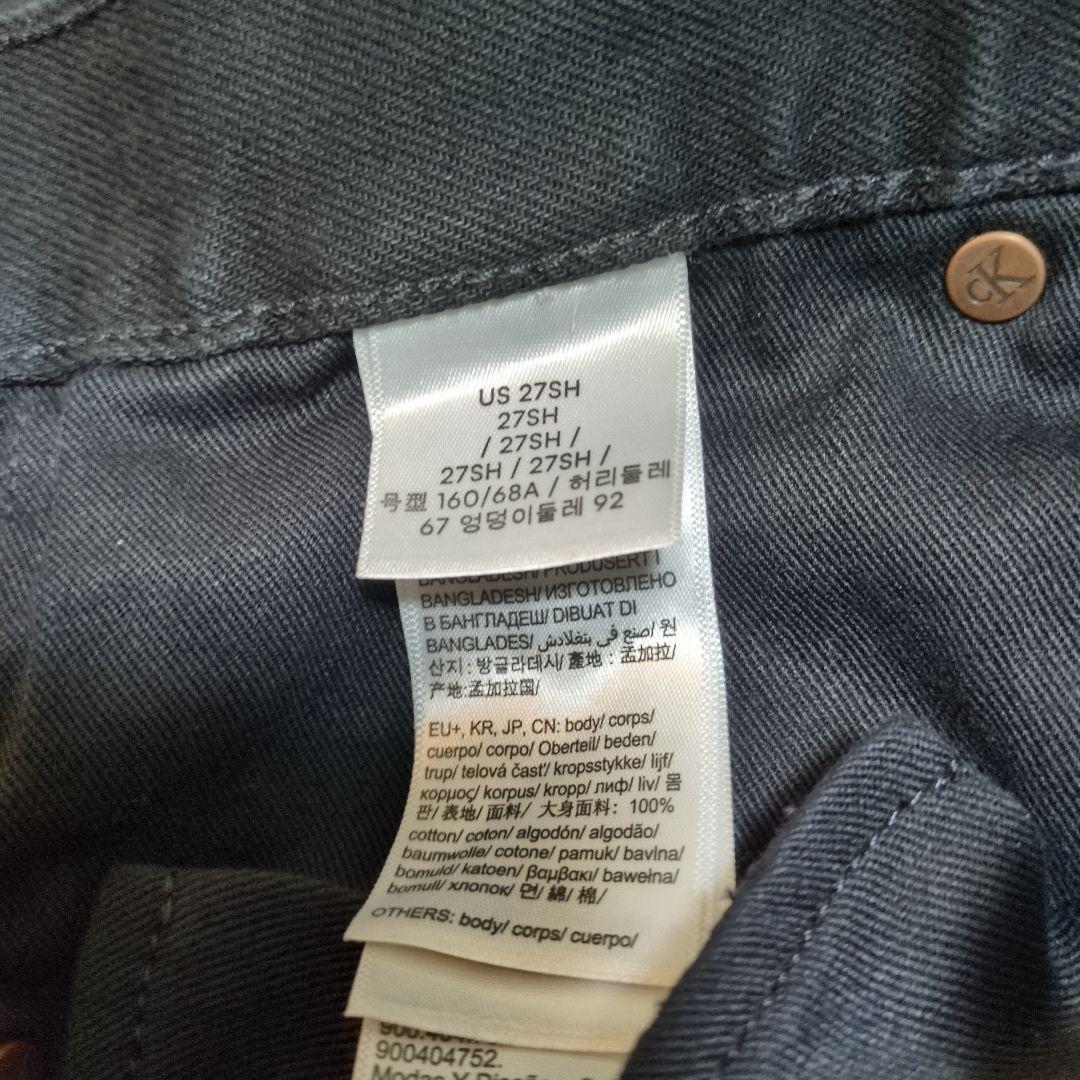 CK
US 27SH
27SH
/ 27SH /
27SH / 27SH /
号型 160/68A / 허리둘레
67 엉덩이둘레 92
BANGLADESH/ PRODUSERT I
BANGLADESH/ ИЗГОТОВЛЕНО
В БАНГЛАДЕШ/ DIBUAT DI
BANGLADES/ صنع في بنغلادش/ 원
산지 : 방글라데시/ 產地 : 孟加拉/
产地:孟加拉国/
EU+, KR, JP, CN: body/ corps/
cuerpo/ corpo/ Oberteil/ beden/
trup/ telová časť/ kropsstykke/ lijf/
κορμος/ korpus/ kropp/ лиф/ liv/ 몸
판/ 表地/ 面料/ 大身面料: 100%
cotton/ coton/ algodón/ algodão/
baumwolle/ cotone/ pamuk/ bavlna/
bomuld/ katoen/ βαμβακι/ bawełna/
bomull/ хлопок/ 면/ 綿/ 棉/
OTHERS: body/ corps/ cuerpo/
900404752.
Modas Y